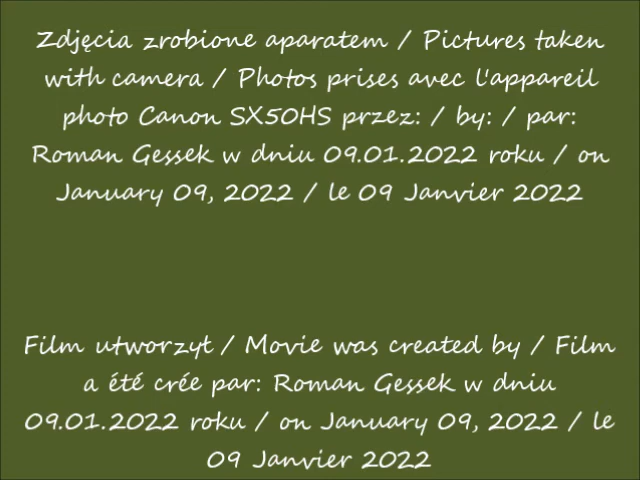 Zdjęcia zrobione aparatem / Pictures taken
with camera / Photos prises avec l'appareil
photo Canon SX50HS przez: / by: / par:
Roman Gessek w dniu 09.01.2022 roku / on
January 09, 2022 / le 09 Janvier 2022
Film utworzył / Movie was created by / Film
a été crée par: Roman Gessek w dniu
09.01.2022 roku / on January 09, 2022 / le
09 Janvier 2022